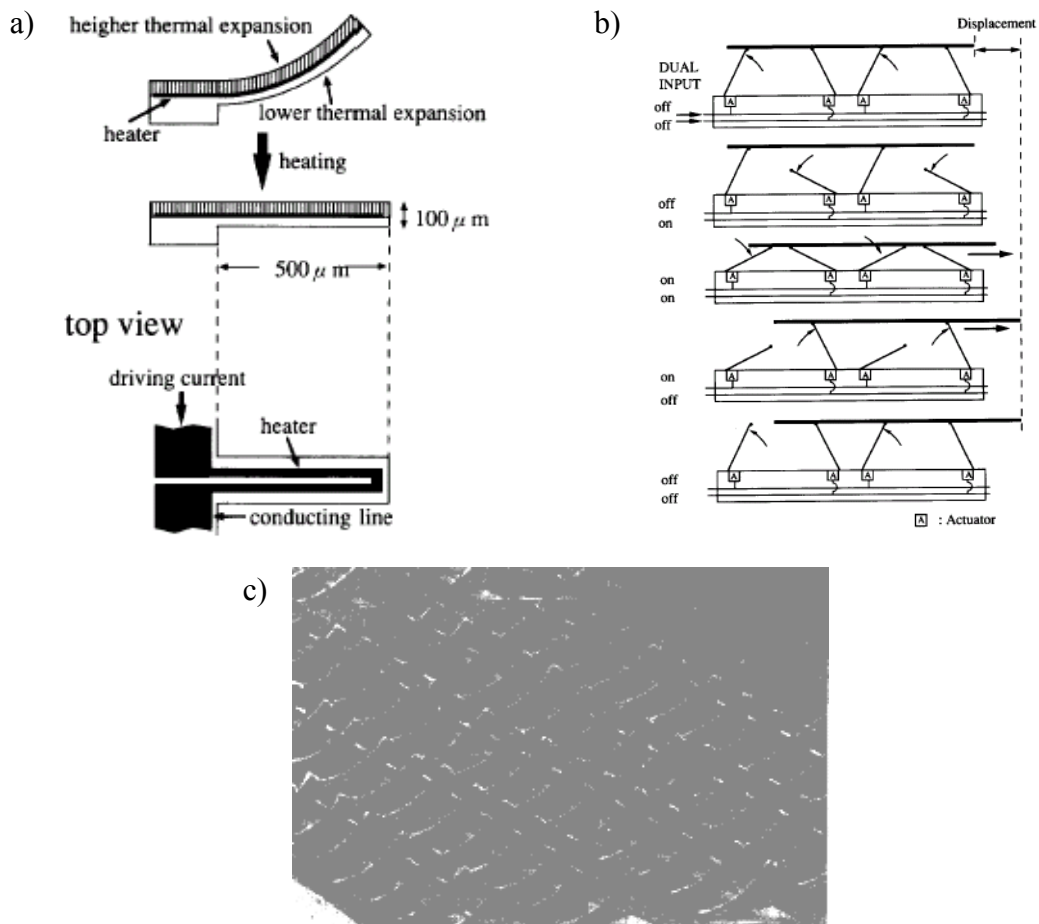 a)
heigher thermal expansion
heater
lower thermal expansion
heating
100 μ m
500 μ m
top view
driving current
heater
conducting line
b)
Displacement
DUAL
INPUT
off
off
A A A A
off
on
A A A A
on
on
A A A A
on
off
A A A A
off
off
A A A A
A : Actuator
c)